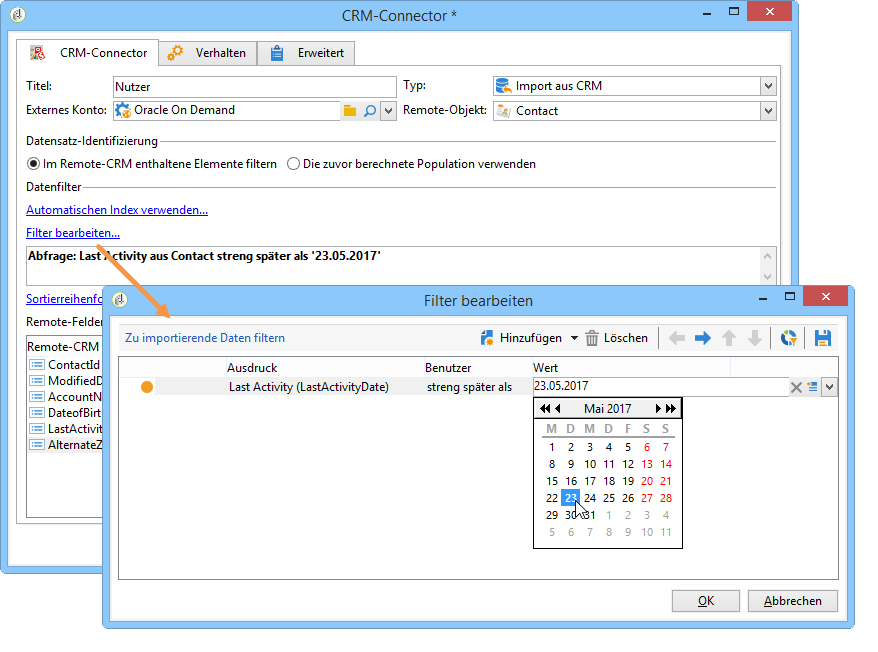 CRM-Connector *
CRM-Connector Verhalten Erweitert
Titel: Nutzer Typ: Import aus CRM
Externes Konto: Oracle On Demand Remote-Objekt: Contact
Datensatz-Identifizierung
Im Remote-CRM enthaltene Elemente filtern Die zuvor berechnete Population verwenden
Datenfilter
Automatischen Index verwenden...
Filter bearbeiten...
Abfrage: Last Activity aus Contact streng später als '23.05.2017'
Sortierreihenfo
Remote-Felder
Remote-CRM
ContactId
ModifiedD
AccountN
DateofBirt
LastActivit
AlternateZ
Filter bearbeiten
Zu importierende Daten filtern Hinzufügen Löschen
Ausdruck Benutzer Wert
Last Activity (LastActivityDate) streng später als 23.05.2017
Mai 2017
M D M D F S S
1 2 3 4 5 6 7
8 9 10 11 12 13 14
15 16 17 18 19 20 21
22 23 24 25 26 27 28
29 30 31 1 2 3 4
5 6 7 8 9 10 11
OK Abbrechen